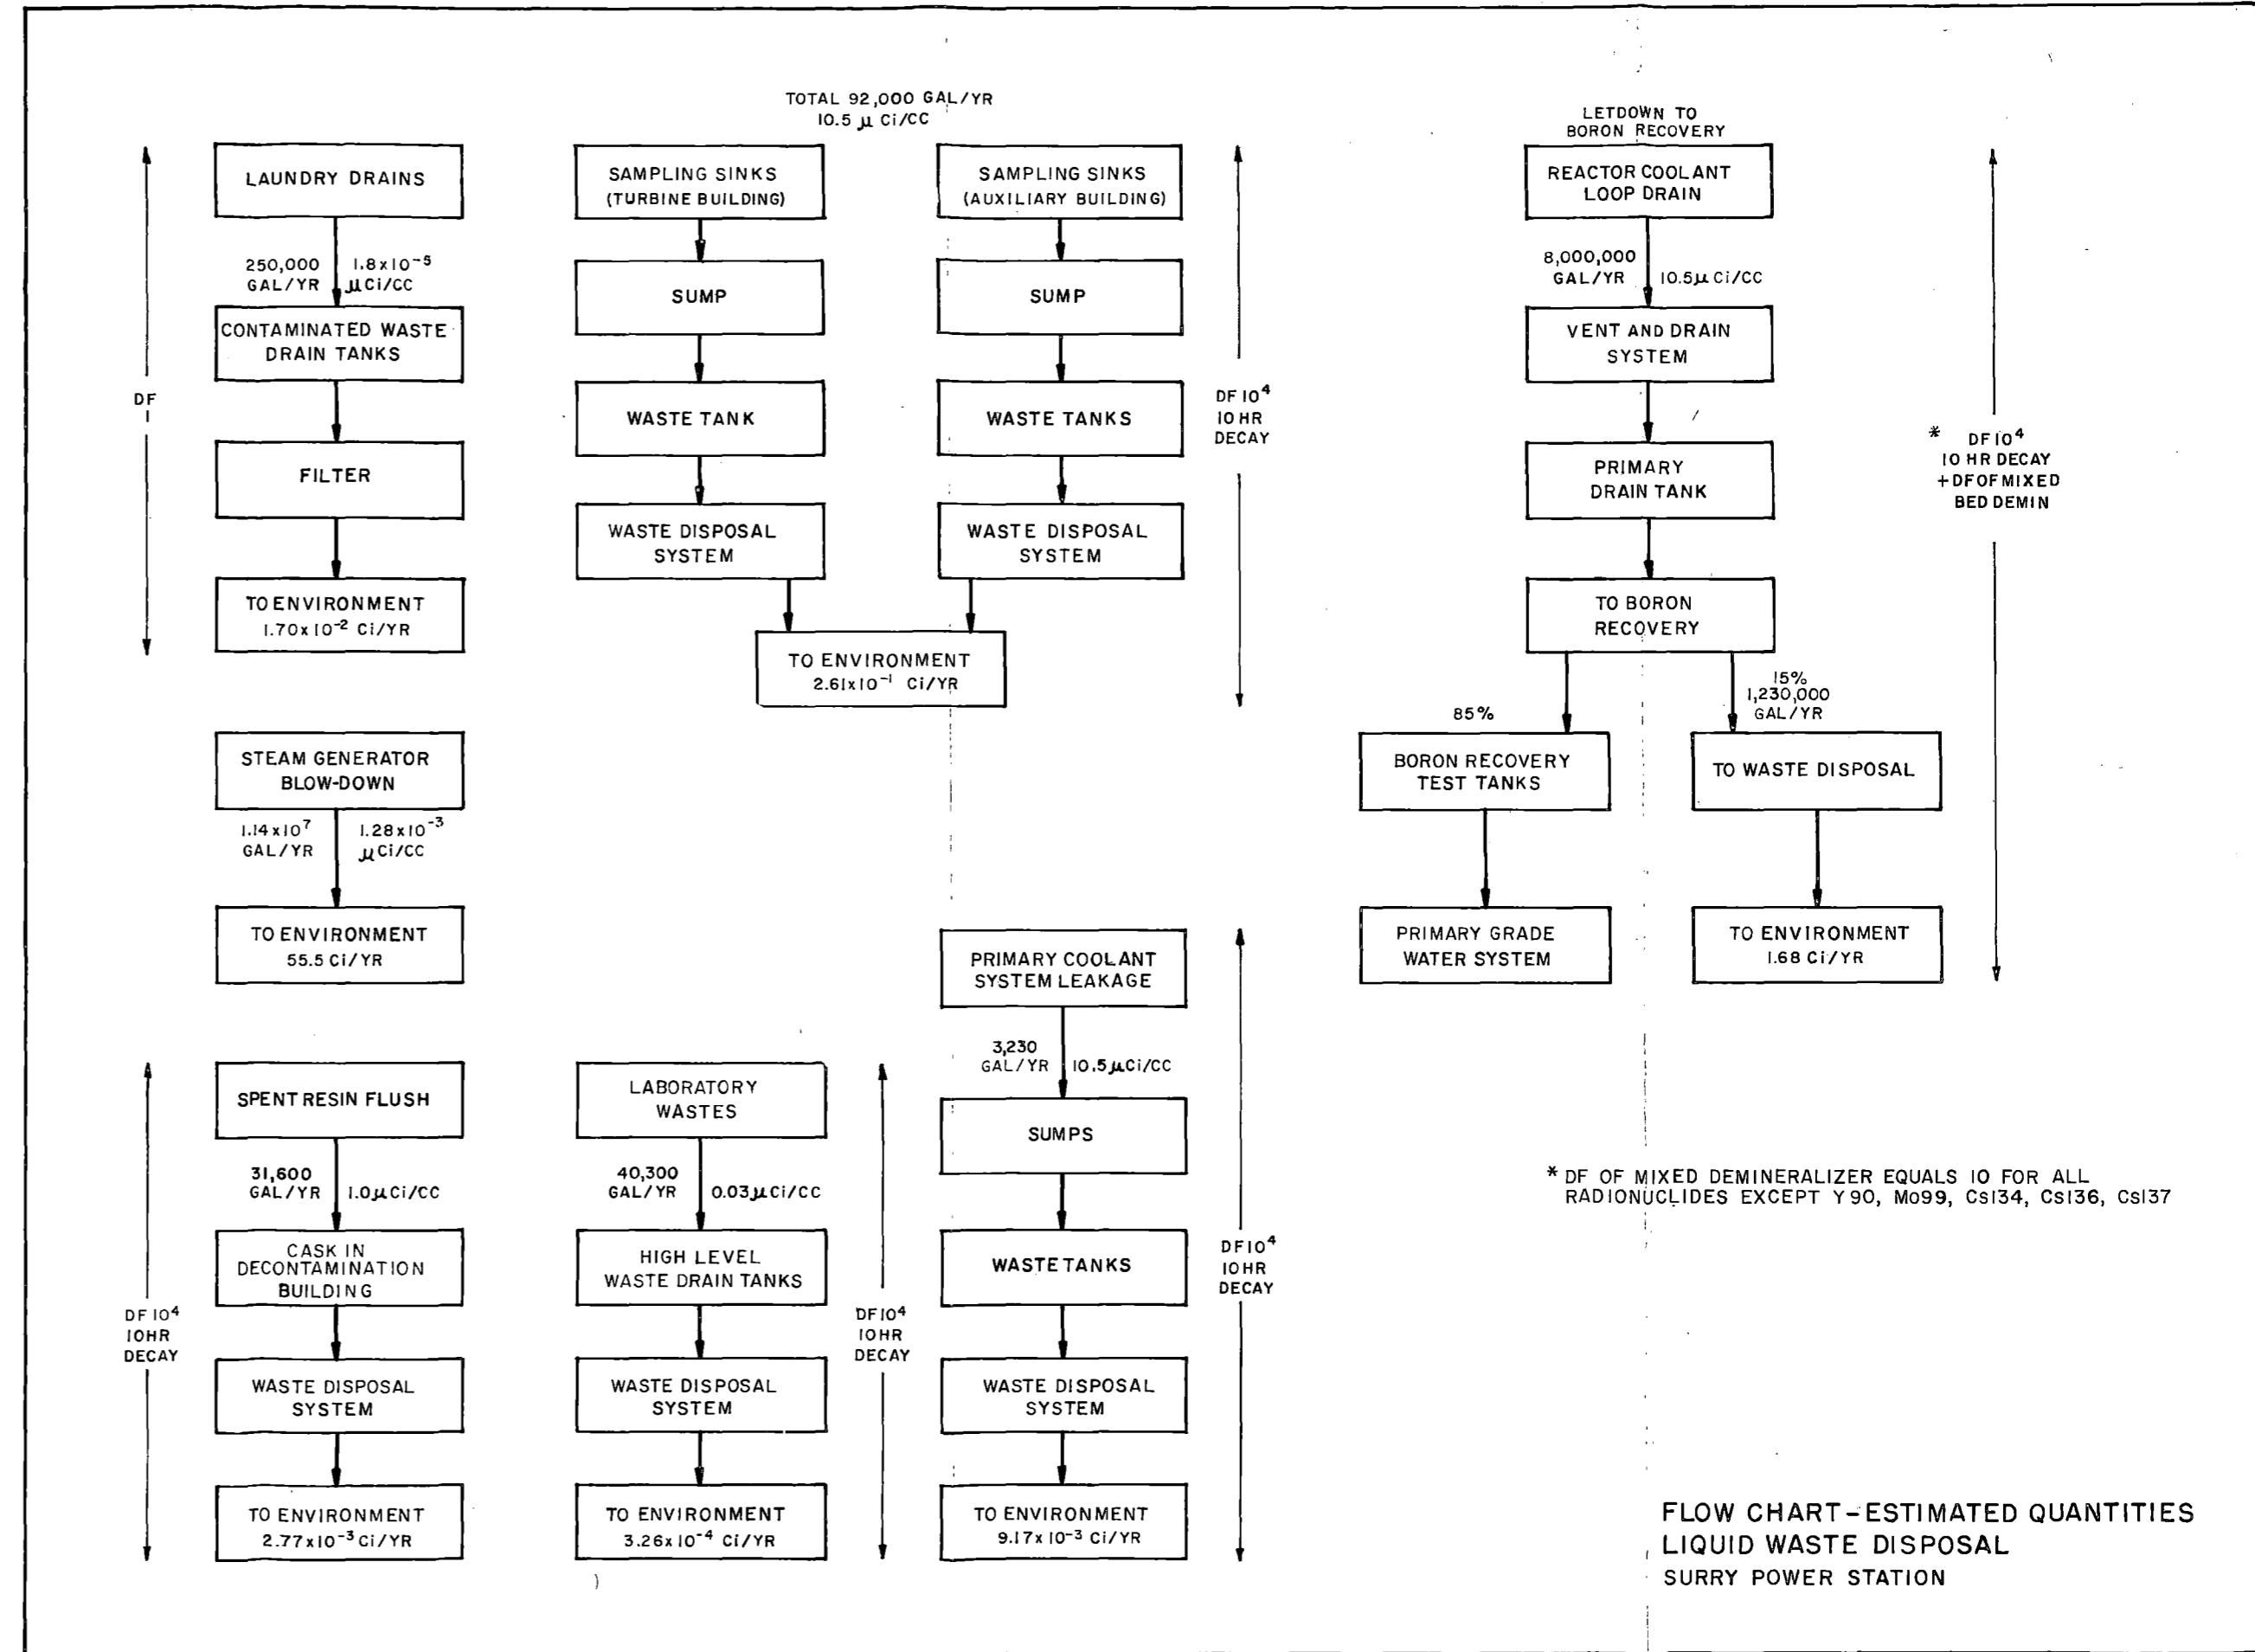 TOTAL 92,000 GAL/YR
10.5 μ Ci/CC
LAUNDRY DRAINS
250,000
GAL/YR
1.8x10⁻⁵
μCi/CC
CONTAMINATED WASTE
DRAIN TANKS
FILTER
TO ENVIRONMENT
1.70x10⁻² Ci/YR
DF
1
SAMPLING SINKS
(TURBINE BUILDING)
SUMP
WASTE TANK
WASTE DISPOSAL
SYSTEM
SAMPLING SINKS
(AUXILIARY BUILDING)
SUMP
WASTE TANKS
WASTE DISPOSAL
SYSTEM
TO ENVIRONMENT
2.61x10⁻¹ Ci/YR
DF 10⁴
10 HR
DECAY
LETDOWN TO
BORON RECOVERY
REACTOR COOLANT
LOOP DRAIN
8,000,000
GAL/YR
10.5μ Ci/CC
VENT AND DRAIN
SYSTEM
PRIMARY
DRAIN TANK
TO BORON
RECOVERY
85%
15%
1,230,000
GAL/YR
BORON RECOVERY
TEST TANKS
TO WASTE DISPOSAL
PRIMARY GRADE
WATER SYSTEM
TO ENVIRONMENT
1.68 Ci/YR
* DF 10⁴
10 HR DECAY
+ DF OF MIXED
BED DEMIN
STEAM GENERATOR
BLOW-DOWN
1.14x10⁷
GAL/YR
1.28x10⁻³
μCi/CC
TO ENVIRONMENT
55.5 Ci/YR
SPENT RESIN FLUSH
31,600
GAL/YR
1.0μCi/CC
CASK IN
DECONTAMINATION
BUILDING
WASTE DISPOSAL
SYSTEM
TO ENVIRONMENT
2.77x10⁻³ Ci/YR
DF 10⁴
10HR
DECAY
LABORATORY
WASTES
40,300
GAL/YR
0.03μCi/CC
HIGH LEVEL
WASTE DRAIN TANKS
WASTE DISPOSAL
SYSTEM
TO ENVIRONMENT
3.26x10⁻⁴ Ci/YR
DF10⁴
10HR
DECAY
PRIMARY COOLANT
SYSTEM LEAKAGE
3,230
GAL/YR
10.5μCi/CC
SUMPS
WASTE TANKS
WASTE DISPOSAL
SYSTEM
TO ENVIRONMENT
9.17x10⁻³ Ci/YR
DF10⁴
10HR
DECAY
* DF OF MIXED DEMINERALIZER EQUALS 10 FOR ALL
RADIONUCLIDES EXCEPT Y90, Mo99, Cs134, Cs136, Cs137
FLOW CHART-ESTIMATED QUANTITIES
LIQUID WASTE DISPOSAL
SURRY POWER STATION